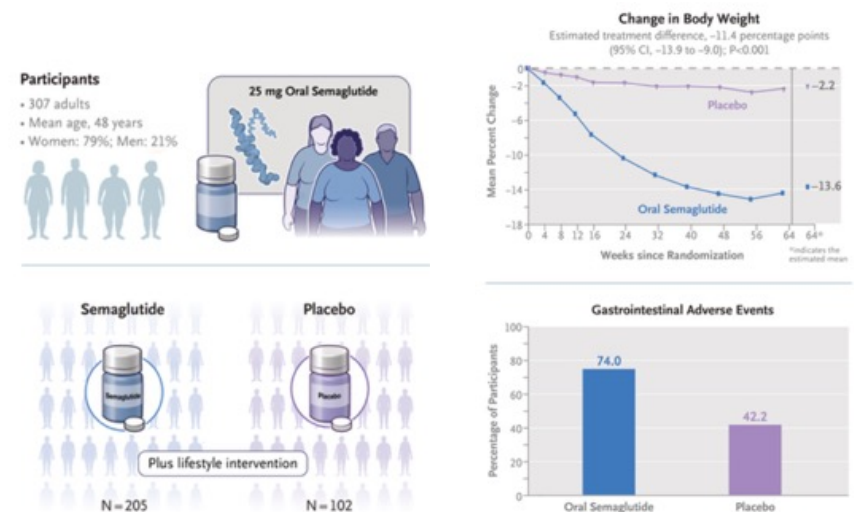 Participants
• 307 adults
• Mean age, 48 years
• Women: 79%; Men: 21%
25 mg Oral Semaglutide
Semaglutide
Placebo
Semaglutide
Placebo
Plus lifestyle intervention
N=205
N=102
Change in Body Weight
Estimated treatment difference, –11.4 percentage points
(95% CI, –13.9 to –9.0); P<0.001
Mean Percent Change
0
–2
–6
–10
–14
–18
Placebo
Oral Semaglutide
–2.2
–13.6
0 4 8 12 16 24 32 40 48 56 64 64*
Weeks since Randomization
*indicates the
estimated mean
Gastrointestinal Adverse Events
Percentage of Participants
100
80
60
40
20
0
74.0
42.2
Oral Semaglutide
Placebo